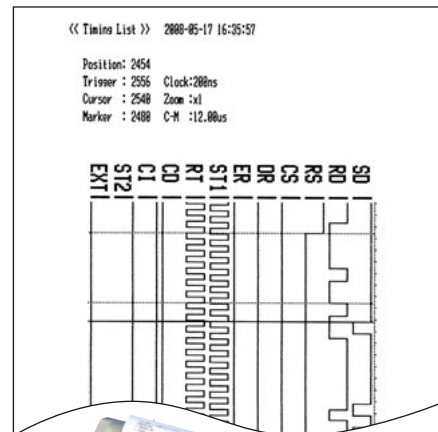 << Timing List >> 2008-05-17 16:35:57
Position: 2454
Trigger : 2556 Clock:200ns
Cursor : 2540 Zoom :x1
Marker : 2480 C-M :12.00us
EXT
ST2
CI
CD
RT
ST1
ER
DR
CS
RS
RD
SD